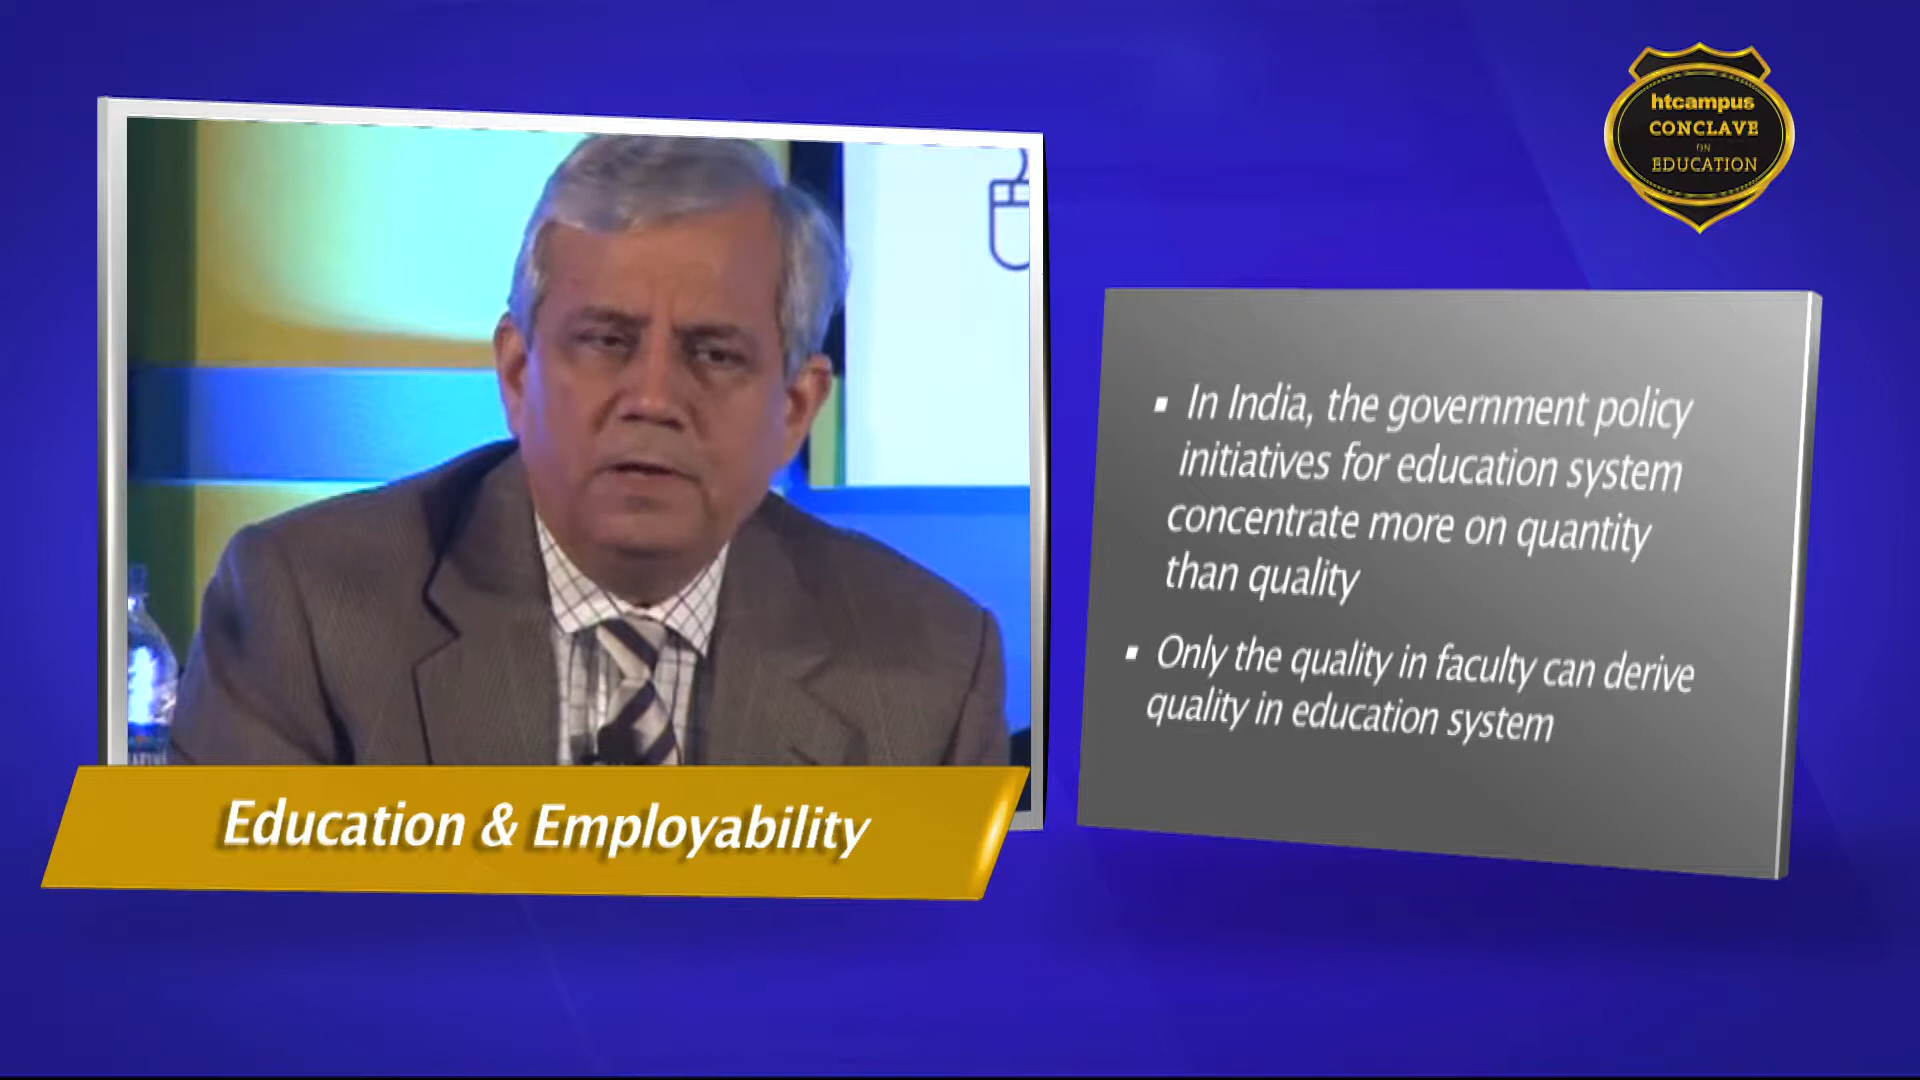 htcampus
CONCLAVE
ON
EDUCATION
▪ In India, the government policy
initiatives for education system
concentrate more on quantity
than quality
▪ Only the quality in faculty can derive
quality in education system
Education & Employability